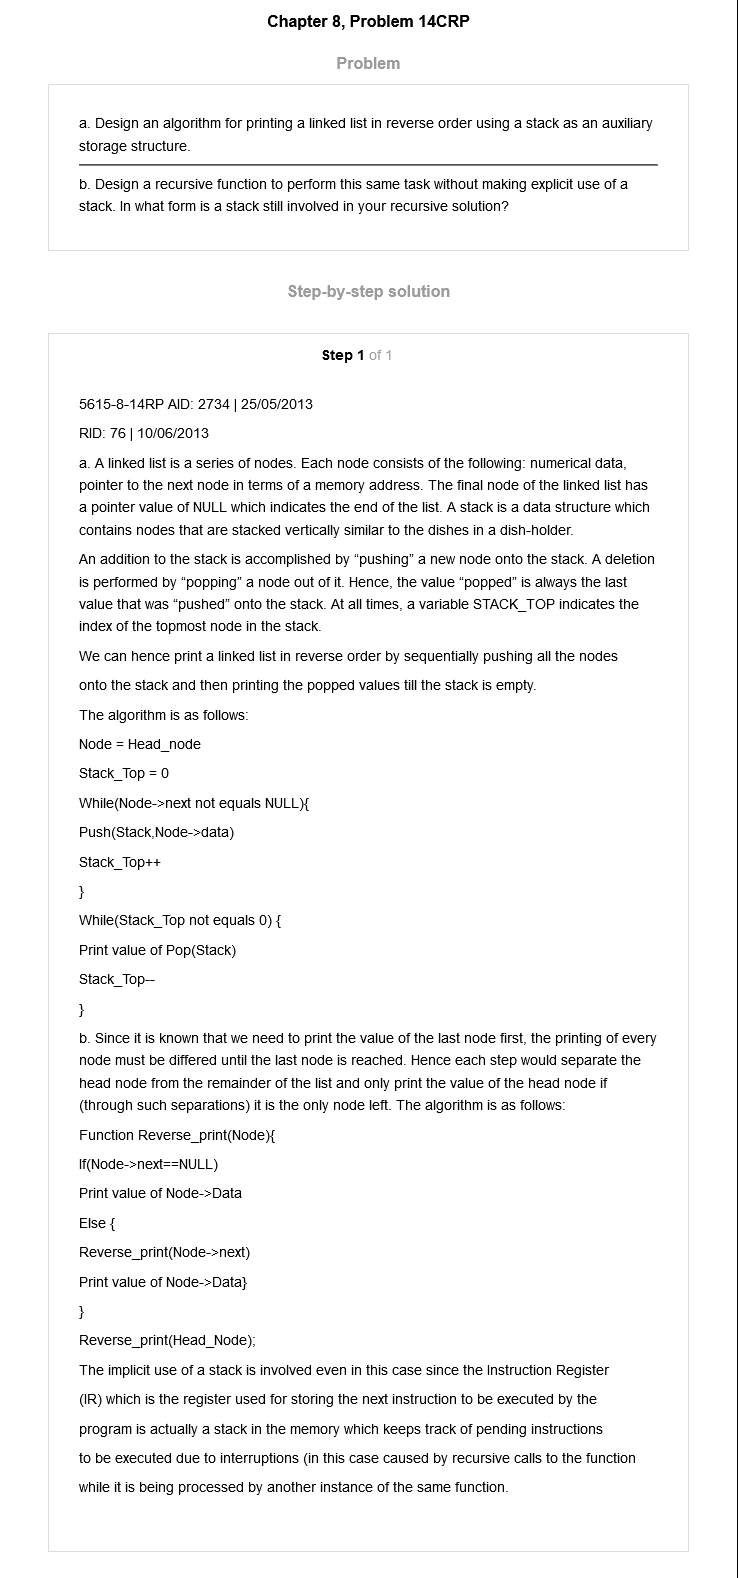 Chapter 8, Problem 14CRP
Problem
a. Design an algorithm for printing a linked list in reverse order using a stack as an auxiliary
storage structure.
b. Design a recursive function to perform this same task without making explicit use of a
stack. In what form is a stack still involved in your recursive solution?
Step-by-step solution
Step 1 of 1
5615-8-14RP AID: 2734 | 25/05/2013
RID: 76 | 10/06/2013
a. A linked list is a series of nodes. Each node consists of the following: numerical data,
pointer to the next node in terms of a memory address. The final node of the linked list has
a pointer value of NULL which indicates the end of the list. A stack is a data structure which
contains nodes that are stacked vertically similar to the dishes in a dish-holder.
An addition to the stack is accomplished by “pushing” a new node onto the stack. A deletion
is performed by “popping” a node out of it. Hence, the value “popped” is always the last
value that was “pushed” onto the stack. At all times, a variable STACK_TOP indicates the
index of the topmost node in the stack.
We can hence print a linked list in reverse order by sequentially pushing all the nodes
onto the stack and then printing the popped values till the stack is empty.
The algorithm is as follows:
Node = Head_node
Stack_Top = 0
While(Node->next not equals NULL){
Push(Stack,Node->data)
Stack_Top++
}
While(Stack_Top not equals 0) {
Print value of Pop(Stack)
Stack_Top--
}
b. Since it is known that we need to print the value of the last node first, the printing of every
node must be differed until the last node is reached. Hence each step would separate the
head node from the remainder of the list and only print the value of the head node if
(through such separations) it is the only node left. The algorithm is as follows:
Function Reverse_print(Node){
If(Node->next==NULL)
Print value of Node->Data
Else {
Reverse_print(Node->next)
Print value of Node->Data}
}
Reverse_print(Head_Node);
The implicit use of a stack is involved even in this case since the Instruction Register
(IR) which is the register used for storing the next instruction to be executed by the
program is actually a stack in the memory which keeps track of pending instructions
to be executed due to interruptions (in this case caused by recursive calls to the function
while it is being processed by another instance of the same function.